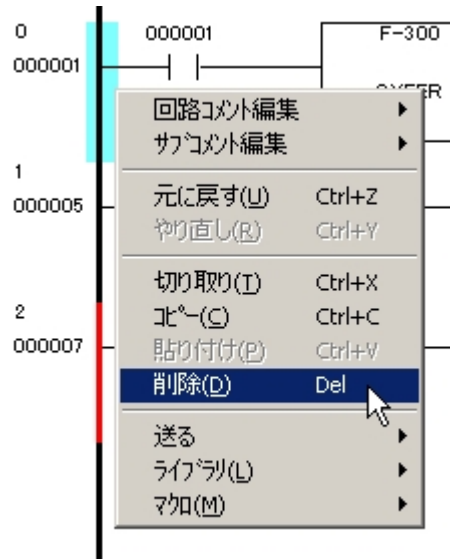 0
000001
F-300
000001
回路ｺﾒﾝﾄ編集
ｻﾌﾞｺﾒﾝﾄ編集
1
000005
元に戻す(U) Ctrl+Z
やり直し(R) Ctrl+Y
切り取り(T) Ctrl+X
2
ｺﾋﾟｰ(C) Ctrl+C
000007
貼り付け(P) Ctrl+V
削除(D) Del
送る
ﾗｲﾌﾞﾗﾘ(L)
ﾏｸﾛ(M)